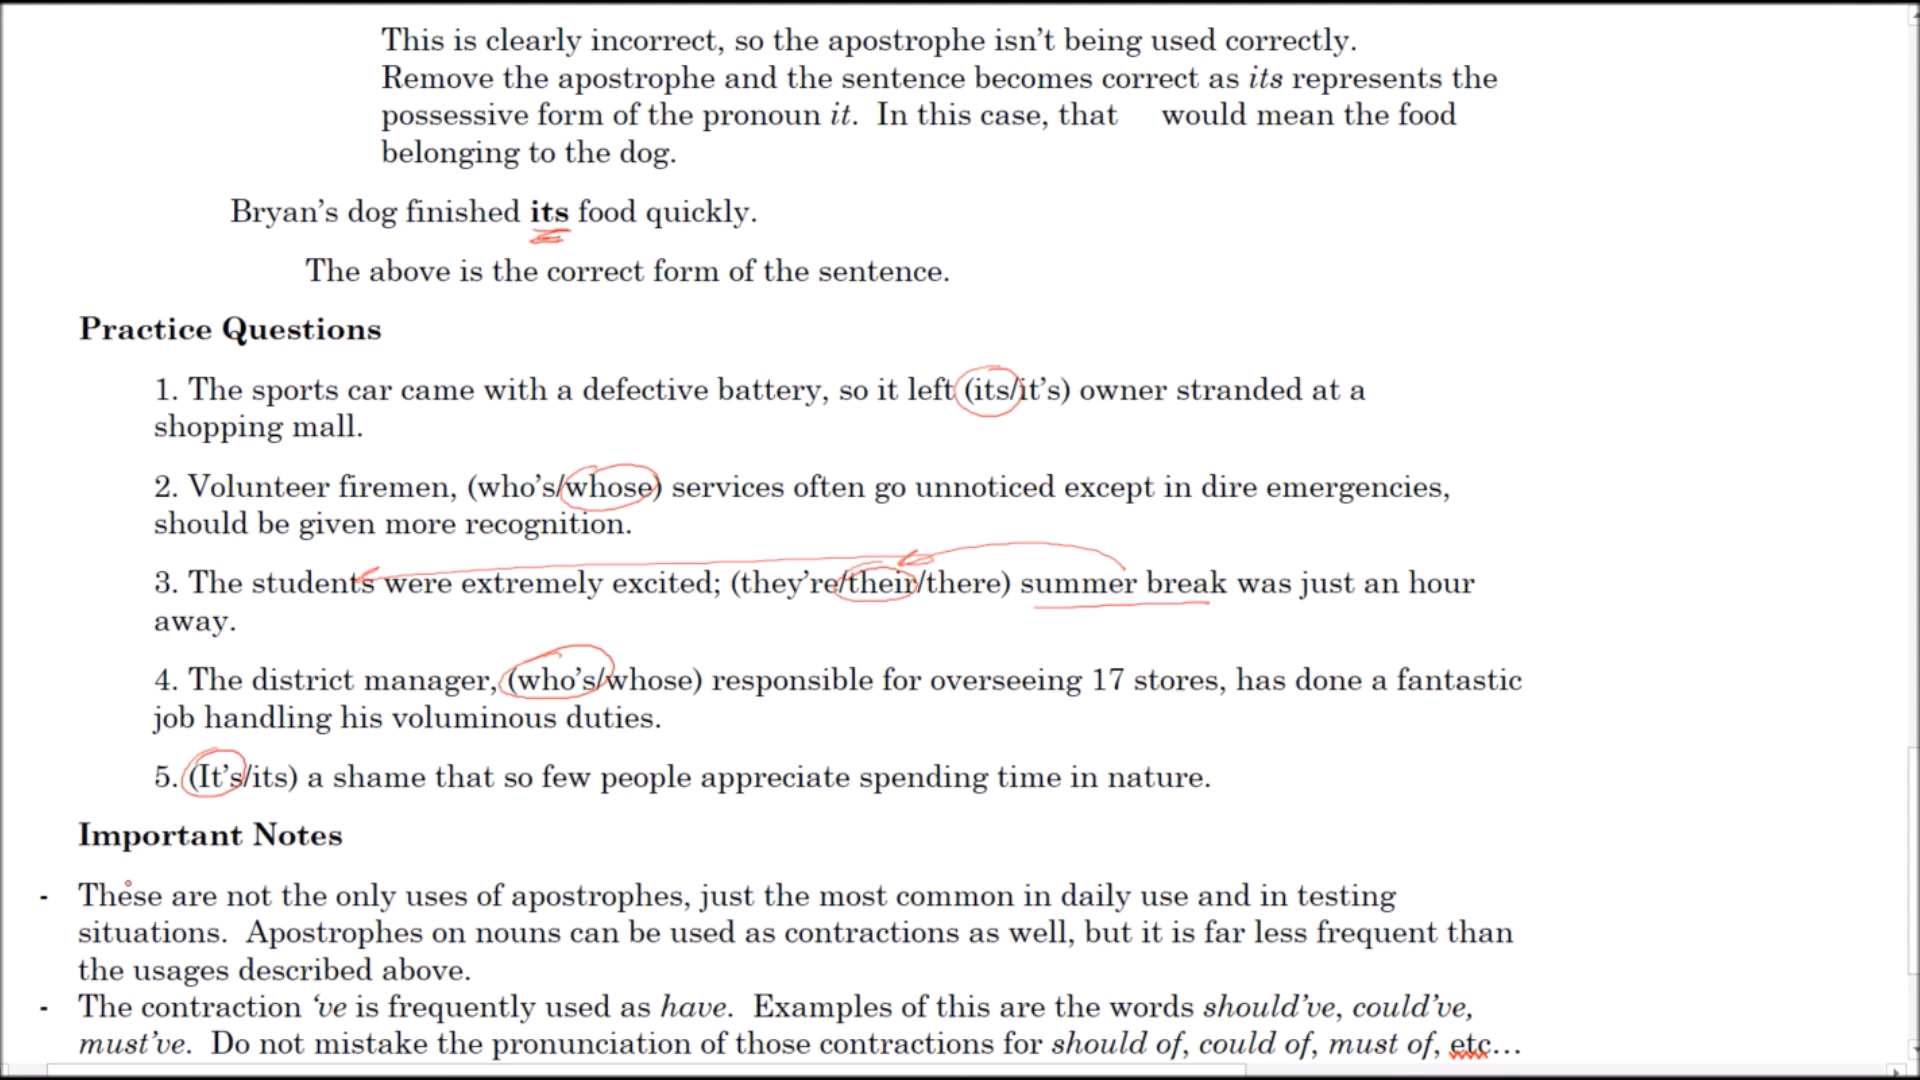 This is clearly incorrect, so the apostrophe isn’t being used correctly.
Remove the apostrophe and the sentence becomes correct as its represents the
possessive form of the pronoun it.  In this case, that would mean the food
belonging to the dog.
Bryan’s dog finished its food quickly.
The above is the correct form of the sentence.
Practice Questions
1. The sports car came with a defective battery, so it left (its/it’s) owner stranded at a
shopping mall.
2. Volunteer firemen, (who’s/whose) services often go unnoticed except in dire emergencies,
should be given more recognition.
3. The students were extremely excited; (they’re/their/there) summer break was just an hour
away.
4. The district manager, (who’s/whose) responsible for overseeing 17 stores, has done a fantastic
job handling his voluminous duties.
5. (It’s/its) a shame that so few people appreciate spending time in nature.
Important Notes
- These are not the only uses of apostrophes, just the most common in daily use and in testing
situations.  Apostrophes on nouns can be used as contractions as well, but it is far less frequent than
the usages described above.
- The contraction ‘ve is frequently used as have.  Examples of this are the words should’ve, could’ve,
must’ve.  Do not mistake the pronunciation of those contractions for should of, could of, must of, etc…